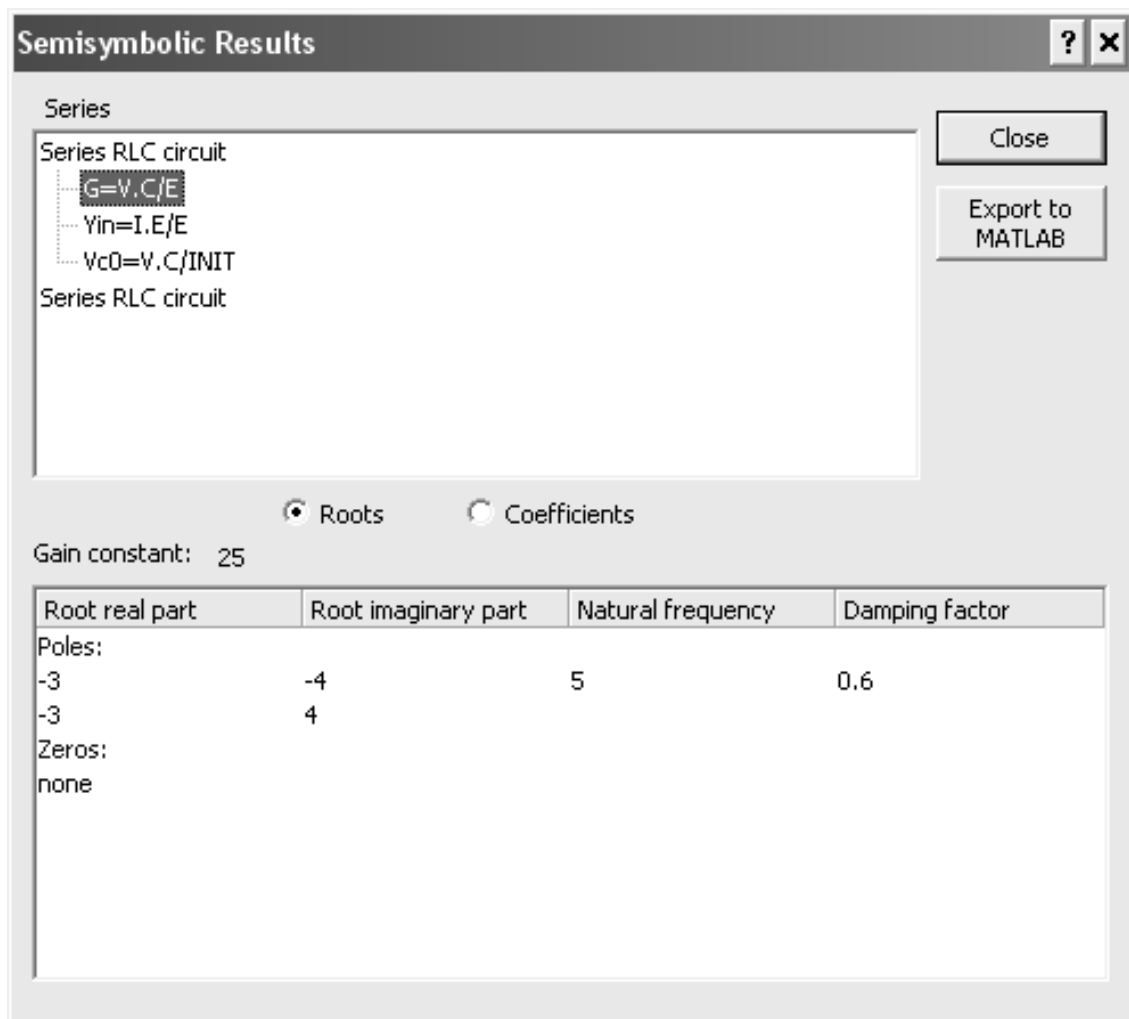 Semisymbolic Results
?
Series
Close
Series RLC circuit
G=V.C/E
Export to
MATLAB
Yin=I.E/E
Vc0=V.C/INIT
Series RLC circuit
Roots Coefficients
Gain constant: 25
Root real part Root imaginary part Natural frequency Damping factor
Poles:
-3 -4 5 0.6
-3 4
Zeros:
none